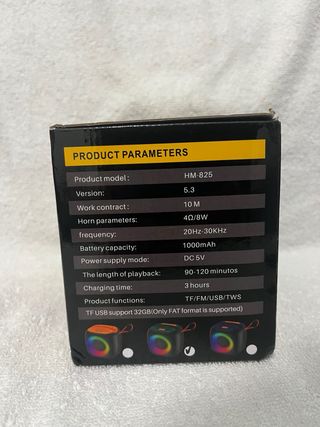 PRODUCT PARAMETERS
Product model : HM-825
Version: 5.3
Work contract : 10 M
Horn parameters: 4Ω/8W
frequency: 20Hz-30KHz
Battery capacity: 1000mAh
Power supply mode: DC 5V
The length of playback: 90-120 minutos
Charging time: 3 hours
Product functions: TF/FM/USB/TWS
TF USB support 32GB(Only FAT format is supported)